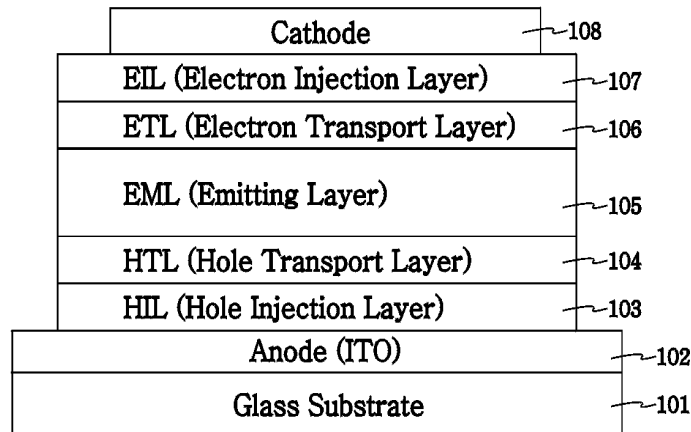 Cathode 108
EIL (Electron Injection Layer) 107
ETL (Electron Transport Layer) 106
EML (Emitting Layer) 105
HTL (Hole Transport Layer) 104
HIL (Hole Injection Layer) 103
Anode (ITO) 102
Glass Substrate 101